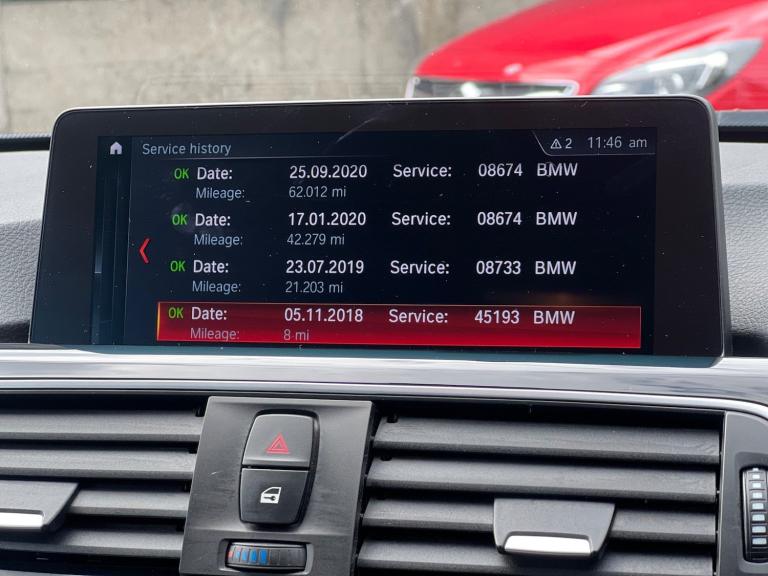 Service history 2 11:46 am
OK Date: 25.09.2020 Service: 08674 BMW
Mileage: 62.012 mi
OK Date: 17.01.2020 Service: 08674 BMW
Mileage: 42.279 mi
OK Date: 23.07.2019 Service: 08733 BMW
Mileage: 21.203 mi
OK Date: 05.11.2018 Service: 45193 BMW
Mileage: 8 mi